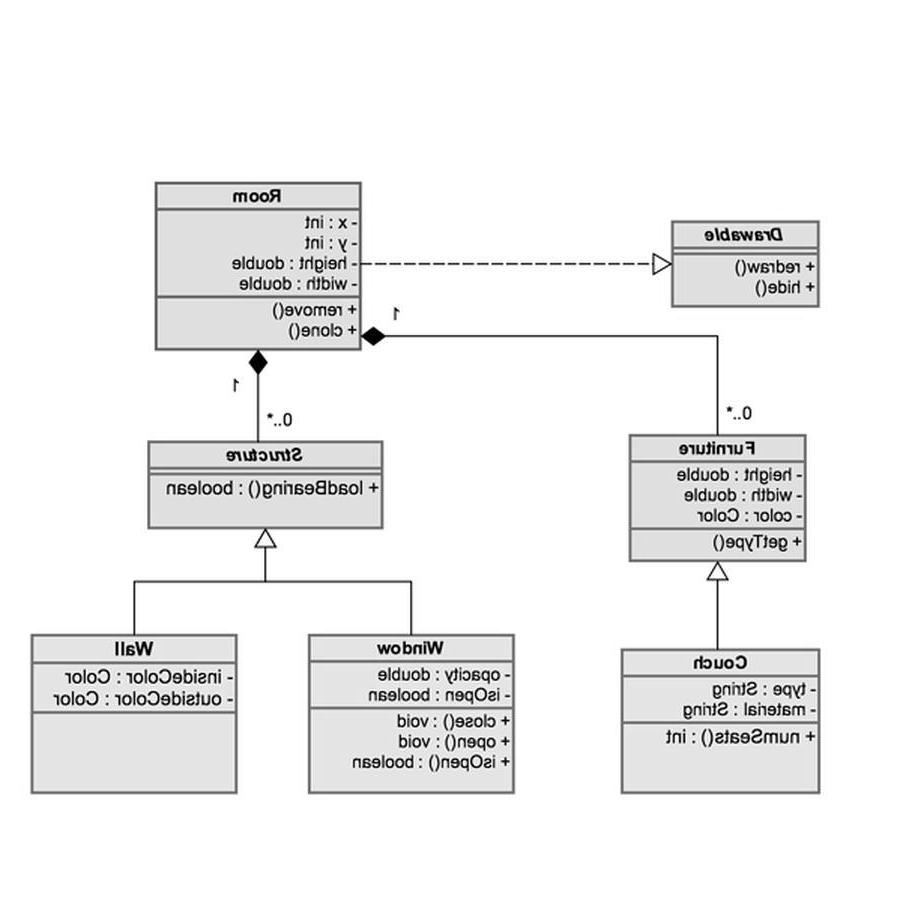 Room
- x : int
- y : int
- height : double
- width : double
+ remove()
+ clone()
Drawable
+ redraw()
+ hide()
1
1
0..*
0..*
Structure
+ loadBearing() : boolean
Furniture
- height : double
- width : double
- color : Color
+ getType()
Wall
- insideColor : Color
- outsideColor : Color
Window
- opacity : double
- isOpen : boolean
+ close() : void
+ open() : void
+ isOpen() : boolean
Couch
- type : String
- material : String
+ numSeats() : int